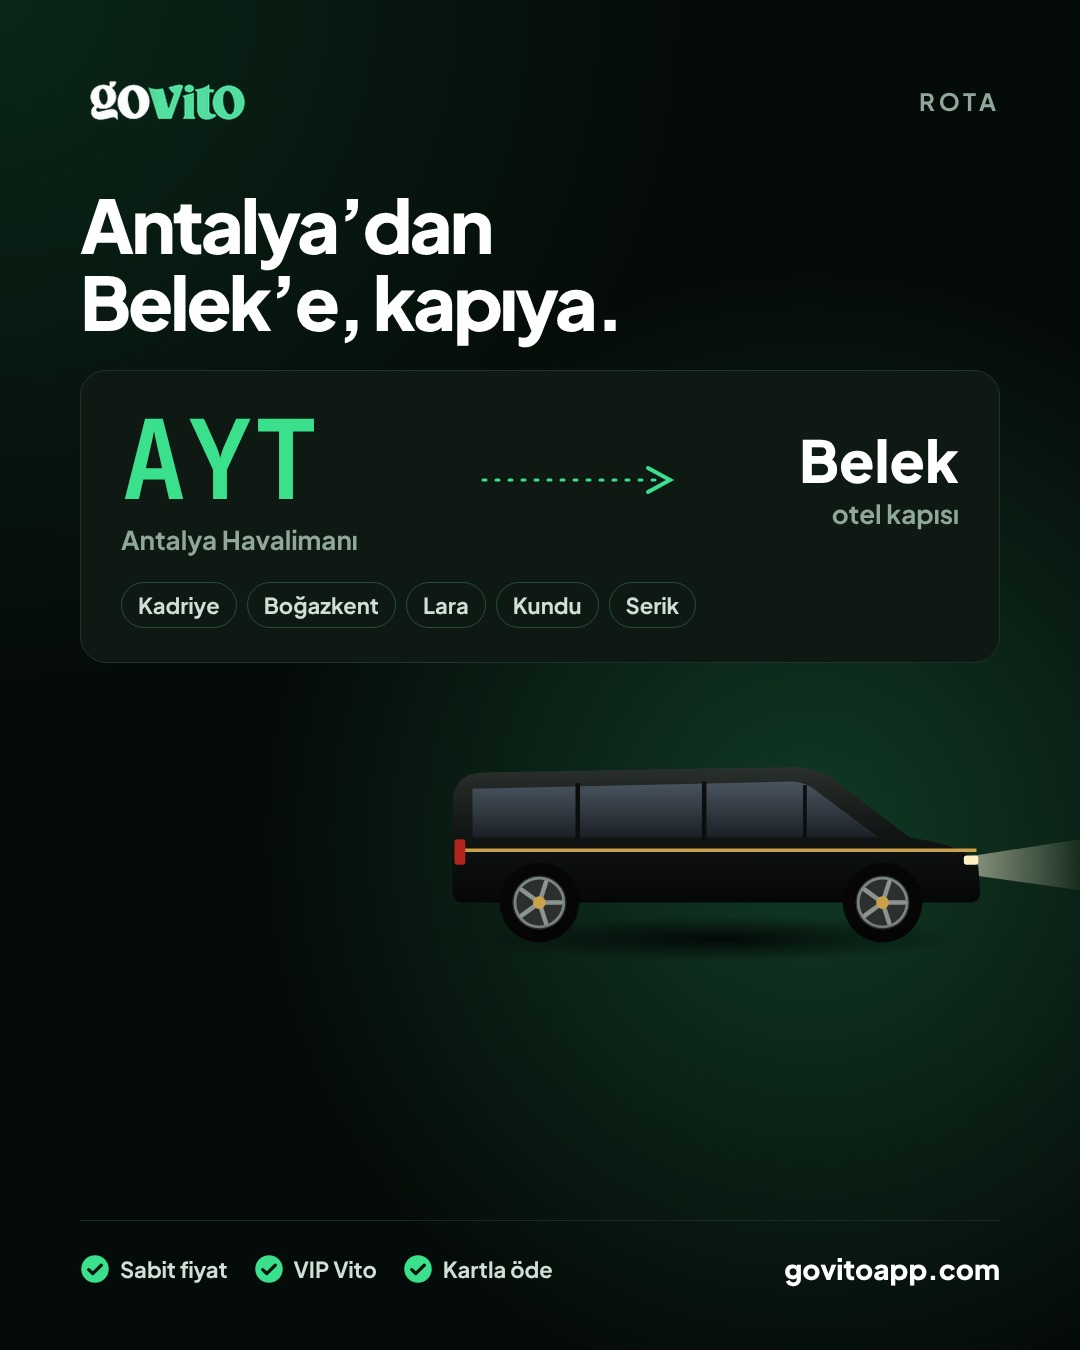 govito
ROTA
Antalya’dan
Belek’e, kapıya.
AYT
Belek
otel kapısı
Antalya Havalimanı
Kadriye Boğazkent Lara Kundu Serik
Sabit fiyat VIP Vito Kartla öde govitoapp.com